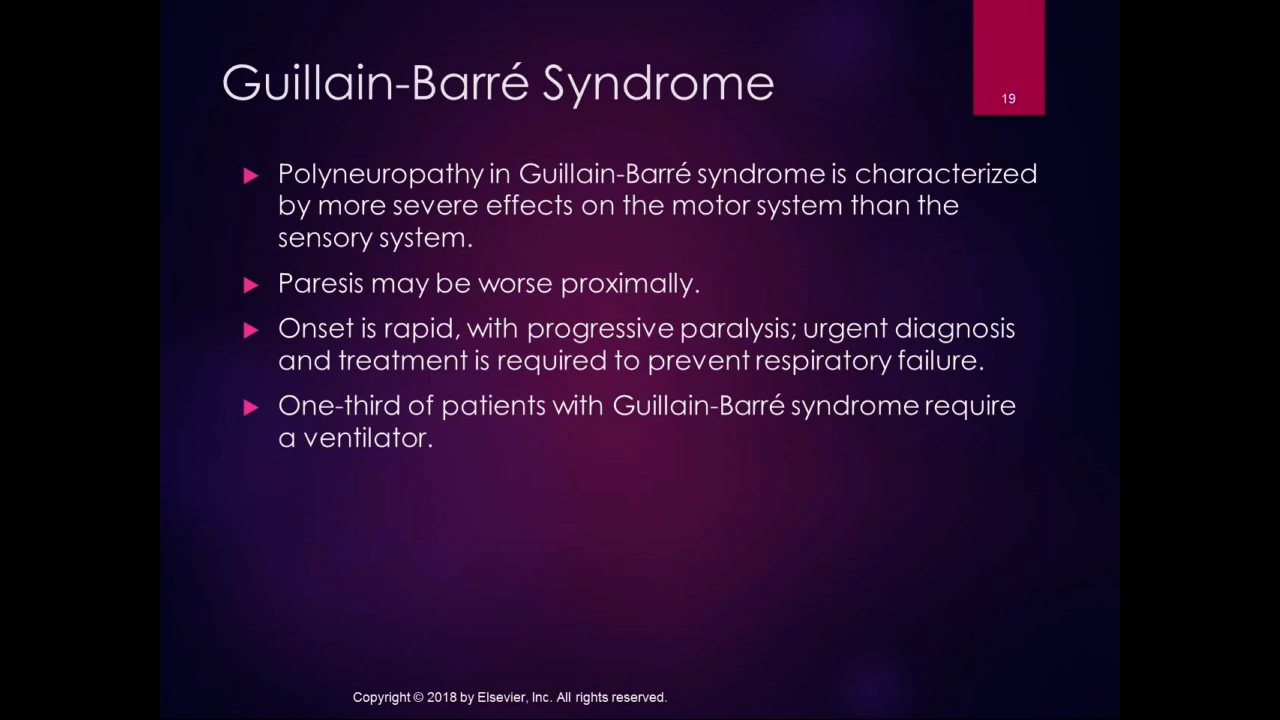 Guillain-Barré Syndrome
19
Polyneuropathy in Guillain-Barré syndrome is characterized
by more severe effects on the motor system than the
sensory system.
Paresis may be worse proximally.
Onset is rapid, with progressive paralysis; urgent diagnosis
and treatment is required to prevent respiratory failure.
One-third of patients with Guillain-Barré syndrome require
a ventilator.
Copyright © 2018 by Elsevier, Inc. All rights reserved.